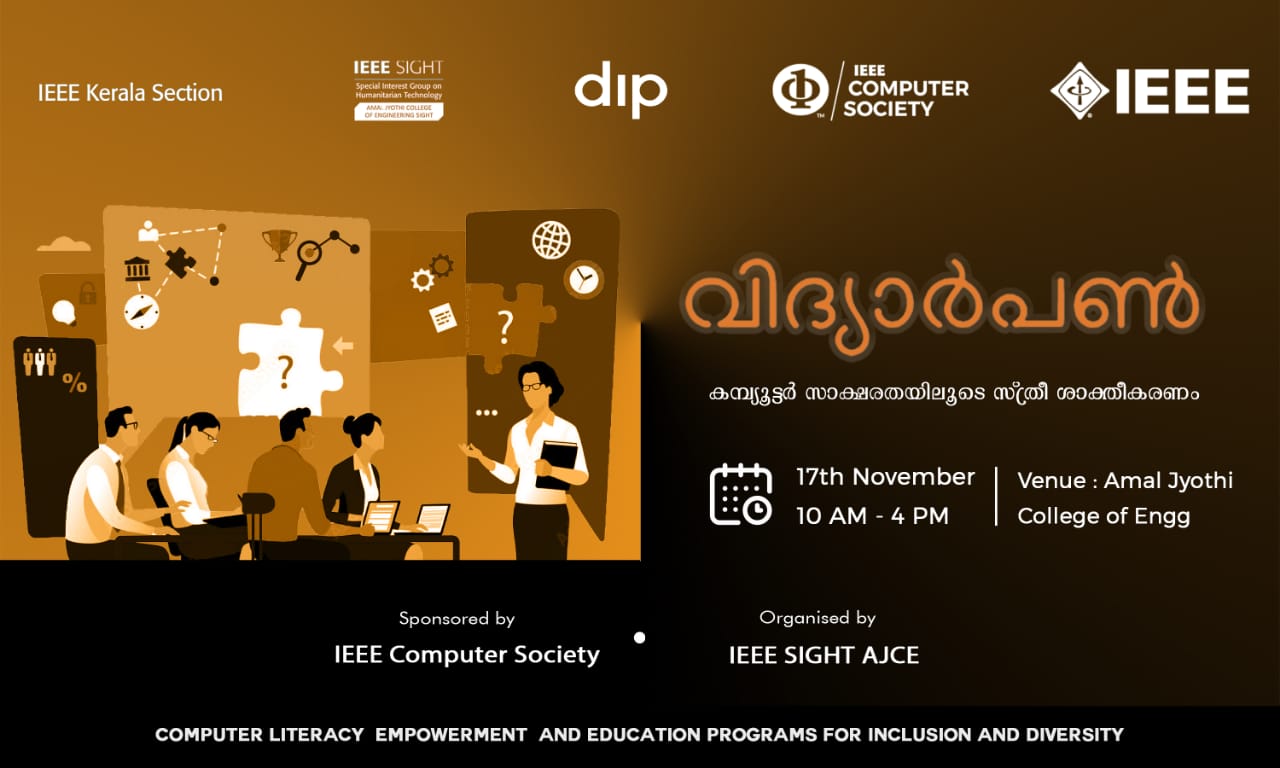 IEEE Kerala Section
IEEE SIGHT
Special Interest Group on
Humanitarian Technology
AMAL JYOTHI COLLEGE
OF ENGINEERING SIGHT
dıp
IEEE
COMPUTER
SOCIETY
TM
IEEE
®
%
?
?
വിദ്യാർപൺ
കമ്പ്യൂട്ടർ സാക്ഷരതയിലൂടെ സ്ത്രീ ശാക്തീകരണം
17th November
10 AM - 4 PM
Venue : Amal Jyothi
College of Engg
Sponsored by
IEEE Computer Society
Organised by
IEEE SIGHT AJCE
COMPUTER LITERACY EMPOWERMENT AND EDUCATION PROGRAMS FOR INCLUSION AND DIVERSITY